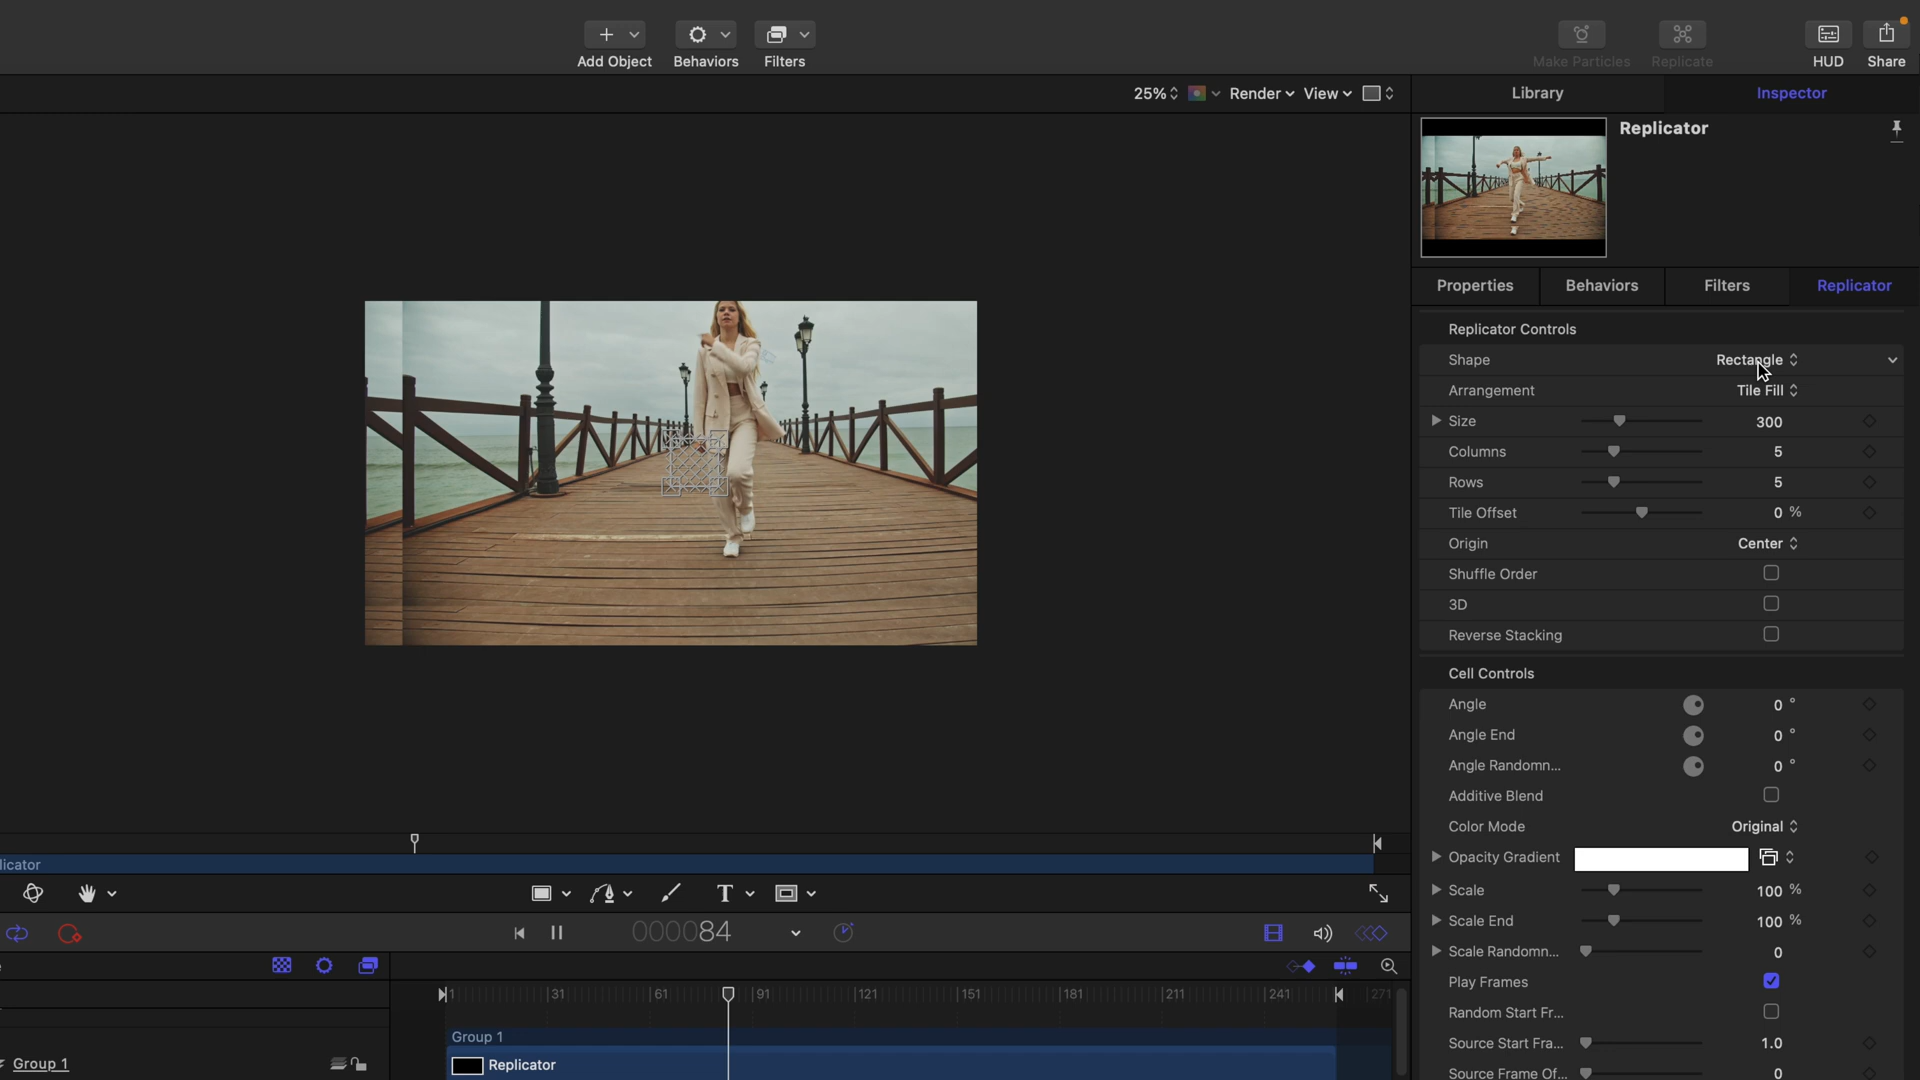 Add Object
Behaviors
Filters
Make Particles
Replicate
HUD
Share
25%
Render
View
Library
Inspector
Replicator
Properties
Behaviors
Filters
Replicator
Replicator Controls
Shape Rectangle
Arrangement Tile Fill
Size 300
Columns 5
Rows 5
Tile Offset 0 %
Origin Center
Shuffle Order
3D
Reverse Stacking
Cell Controls
Angle 0 °
Angle End 0 °
Angle Randomn... 0 °
Additive Blend
Color Mode Original
Opacity Gradient
Scale 100 %
Scale End 100 %
Scale Randomn... 0
Play Frames
Random Start Fr...
Source Start Fra... 1.0
Source Frame Of... 0
licator
T
000084
1 31 61 91 121 151 181 211 241 271
Group 1
Group 1
Replicator